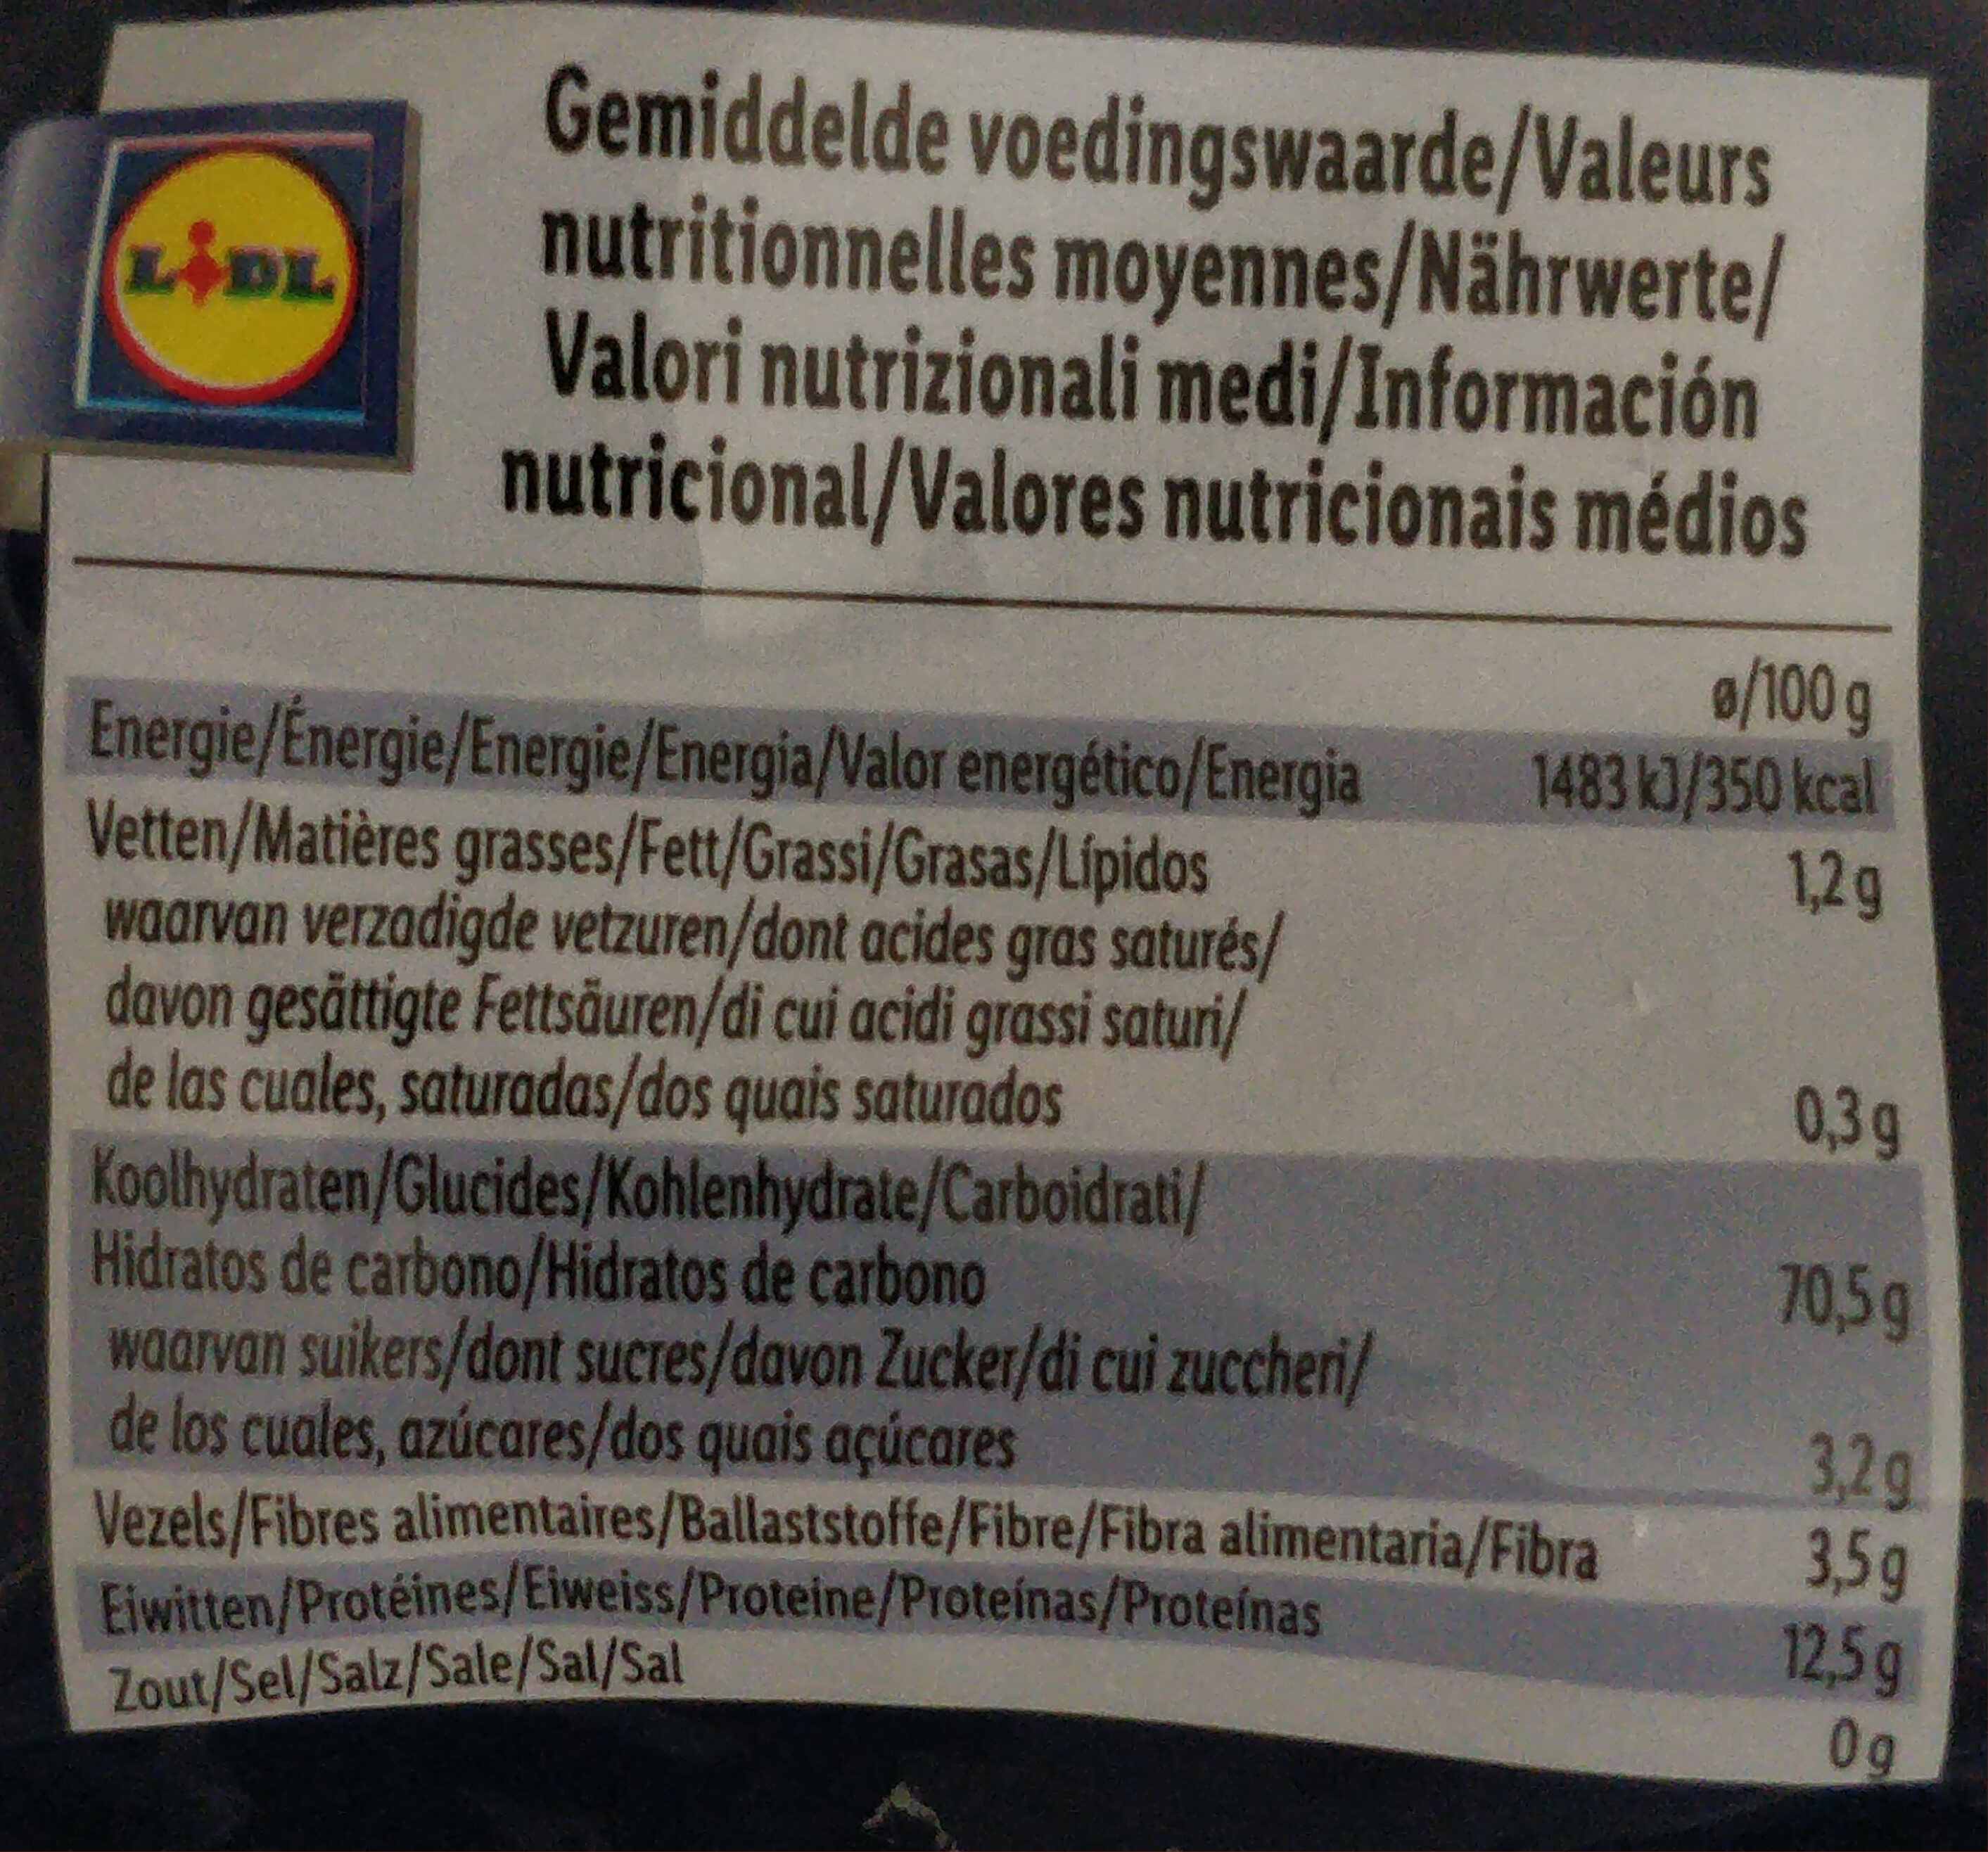 LIDL
Gemiddelde voedingswaarde/Valeurs
nutritionnelles moyennes/Nährwerte/
Valori nutrizionali medi/Información
nutricional/Valores nutricionais médios
ø/100 g
Energie/Énergie/Energie/Energia/Valor energético/Energia 1483 kJ/350 kcal
Vetten/Matières grasses/Fett/Grassi/Grasas/Lípidos 1,2 g
waarvan verzadigde vetzuren/dont acides gras saturés/
davon gesättigte Fettsäuren/di cui acidi grassi saturi/
de las cuales, saturadas/dos quais saturados 0,3 g
Koolhydraten/Glucides/Kohlenhydrate/Carboidrati/
Hidratos de carbono/Hidratos de carbono 70,5 g
waarvan suikers/dont sucres/davon Zucker/di cui zuccheri/
de los cuales, azúcares/dos quais açúcares 3,2 g
Vezels/Fibres alimentaires/Ballaststoffe/Fibre/Fibra alimentaria/Fibra 3,5 g
Eiwitten/Protéines/Eiweiss/Proteine/Proteínas/Proteínas 12,5 g
Zout/Sel/Salz/Sale/Sal/Sal 0 g